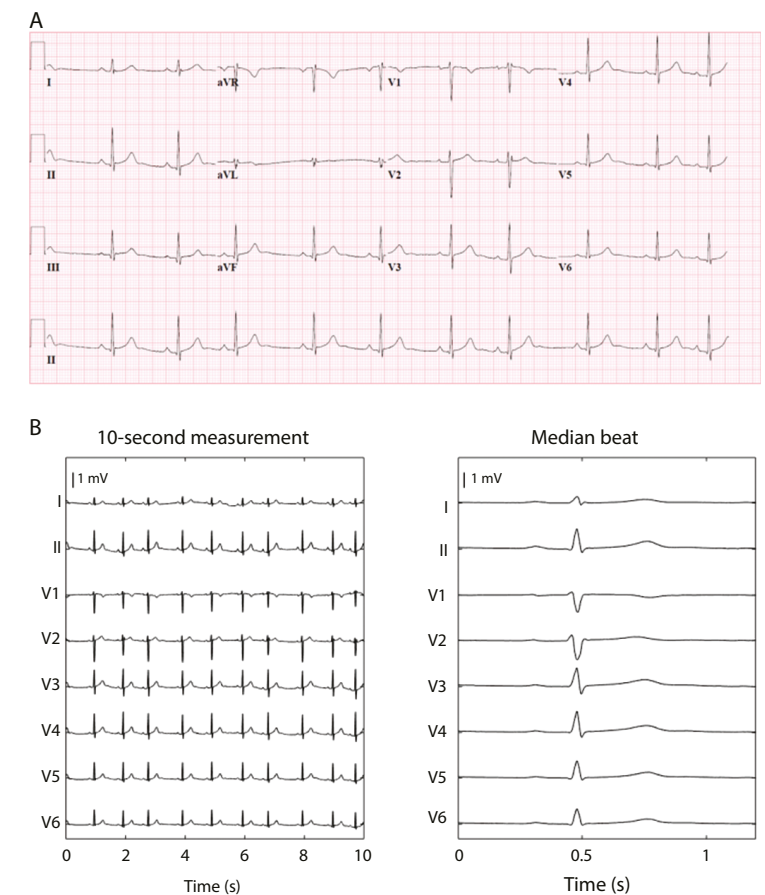 A
I aVR V1 V4
II aVL V2 V5
III aVF V3 V6
II
B
10-second measurement
1 mV
I
II
V1
V2
V3
V4
V5
V6
0 2 4 6 8 10
Time (s)
Median beat
1 mV
I
II
V1
V2
V3
V4
V5
V6
0 0.5 1
Time (s)